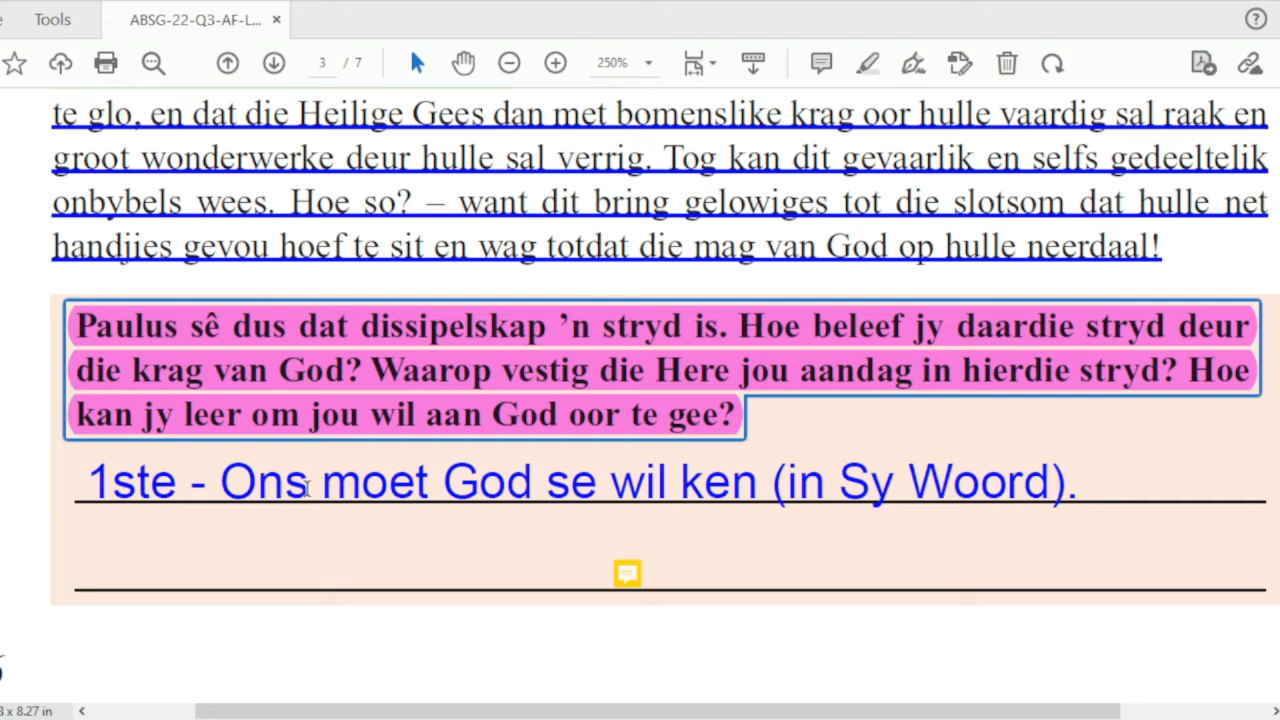 Tools
ABSG-22-Q3-AF-L... ×
3 / 7
250%
te glo, en dat die Heilige Gees dan met bomenslike krag oor hulle vaardig sal raak en
groot wonderwerke deur hulle sal verrig. Tog kan dit gevaarlik en selfs gedeeltelik
onbybels wees. Hoe so? – want dit bring gelowiges tot die slotsom dat hulle net
handjies gevou hoef te sit en wag totdat die mag van God op hulle neerdaal!
Paulus sê dus dat dissipelskap ’n stryd is. Hoe beleef jy daardie stryd deur
die krag van God? Waarop vestig die Here jou aandag in hierdie stryd? Hoe
kan jy leer om jou wil aan God oor te gee?
1ste - Ons moet God se wil ken (in Sy Woord).
x 8.27 in